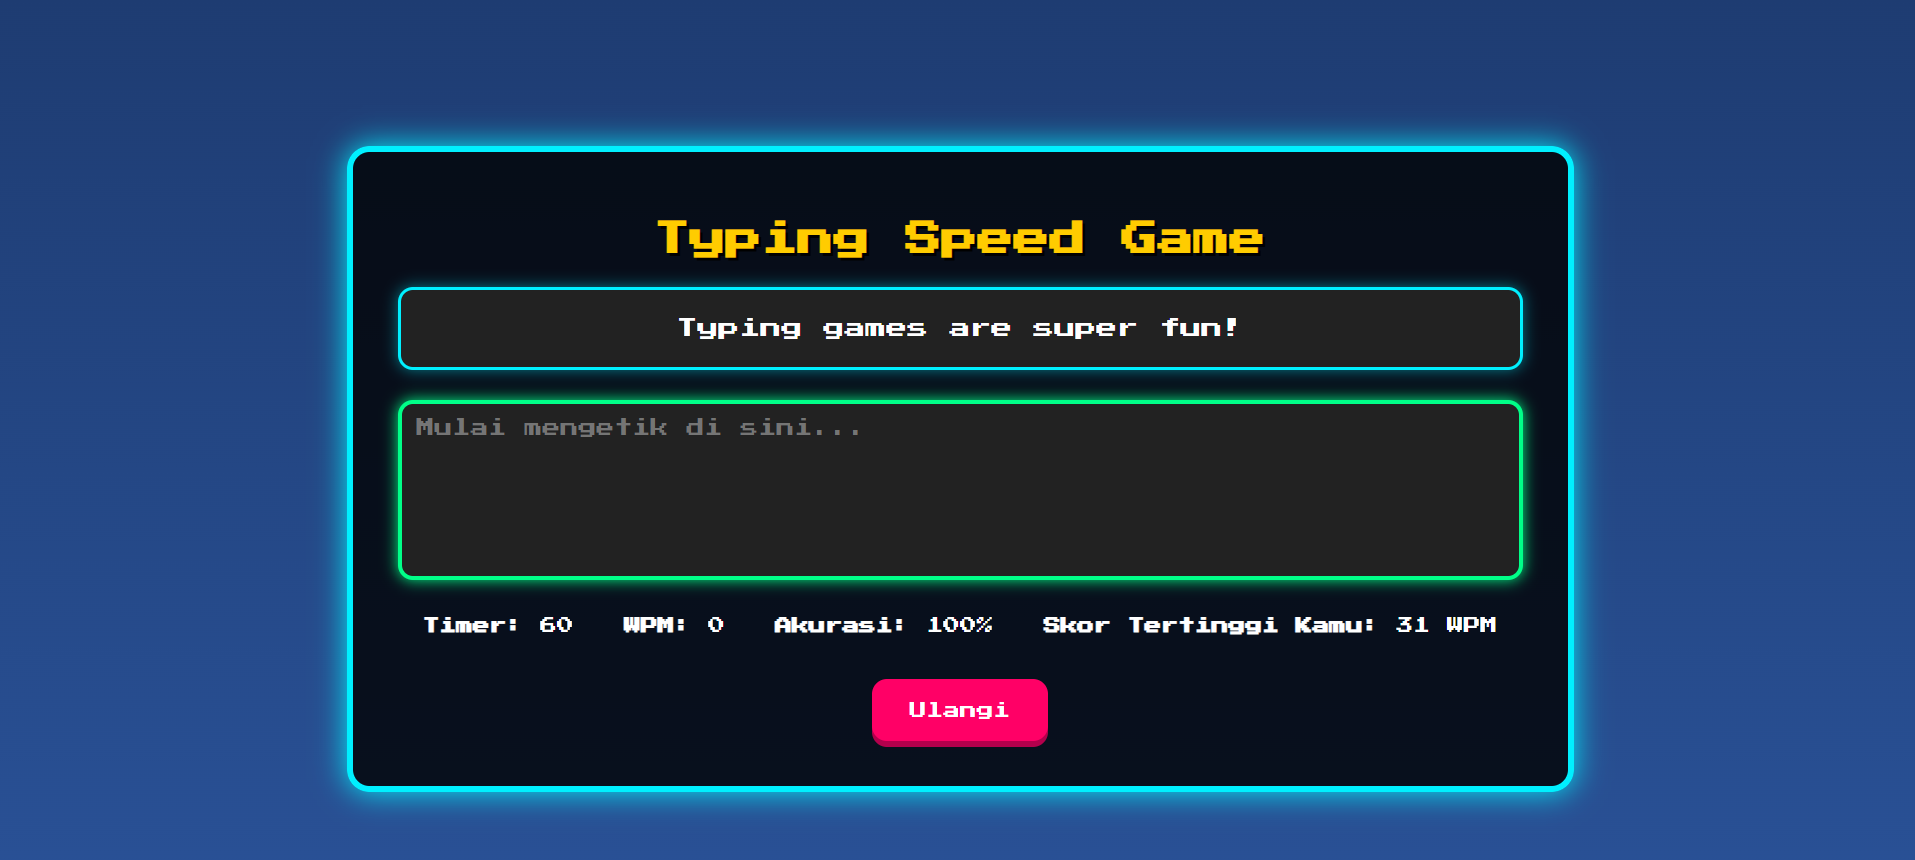 Typing Speed Game
Typing games are super fun!
Mulai mengetik di sini...
Timer: 60 WPM: 0 Akurasi: 100% Skor Tertinggi Kamu: 31 WPM
Ulangi